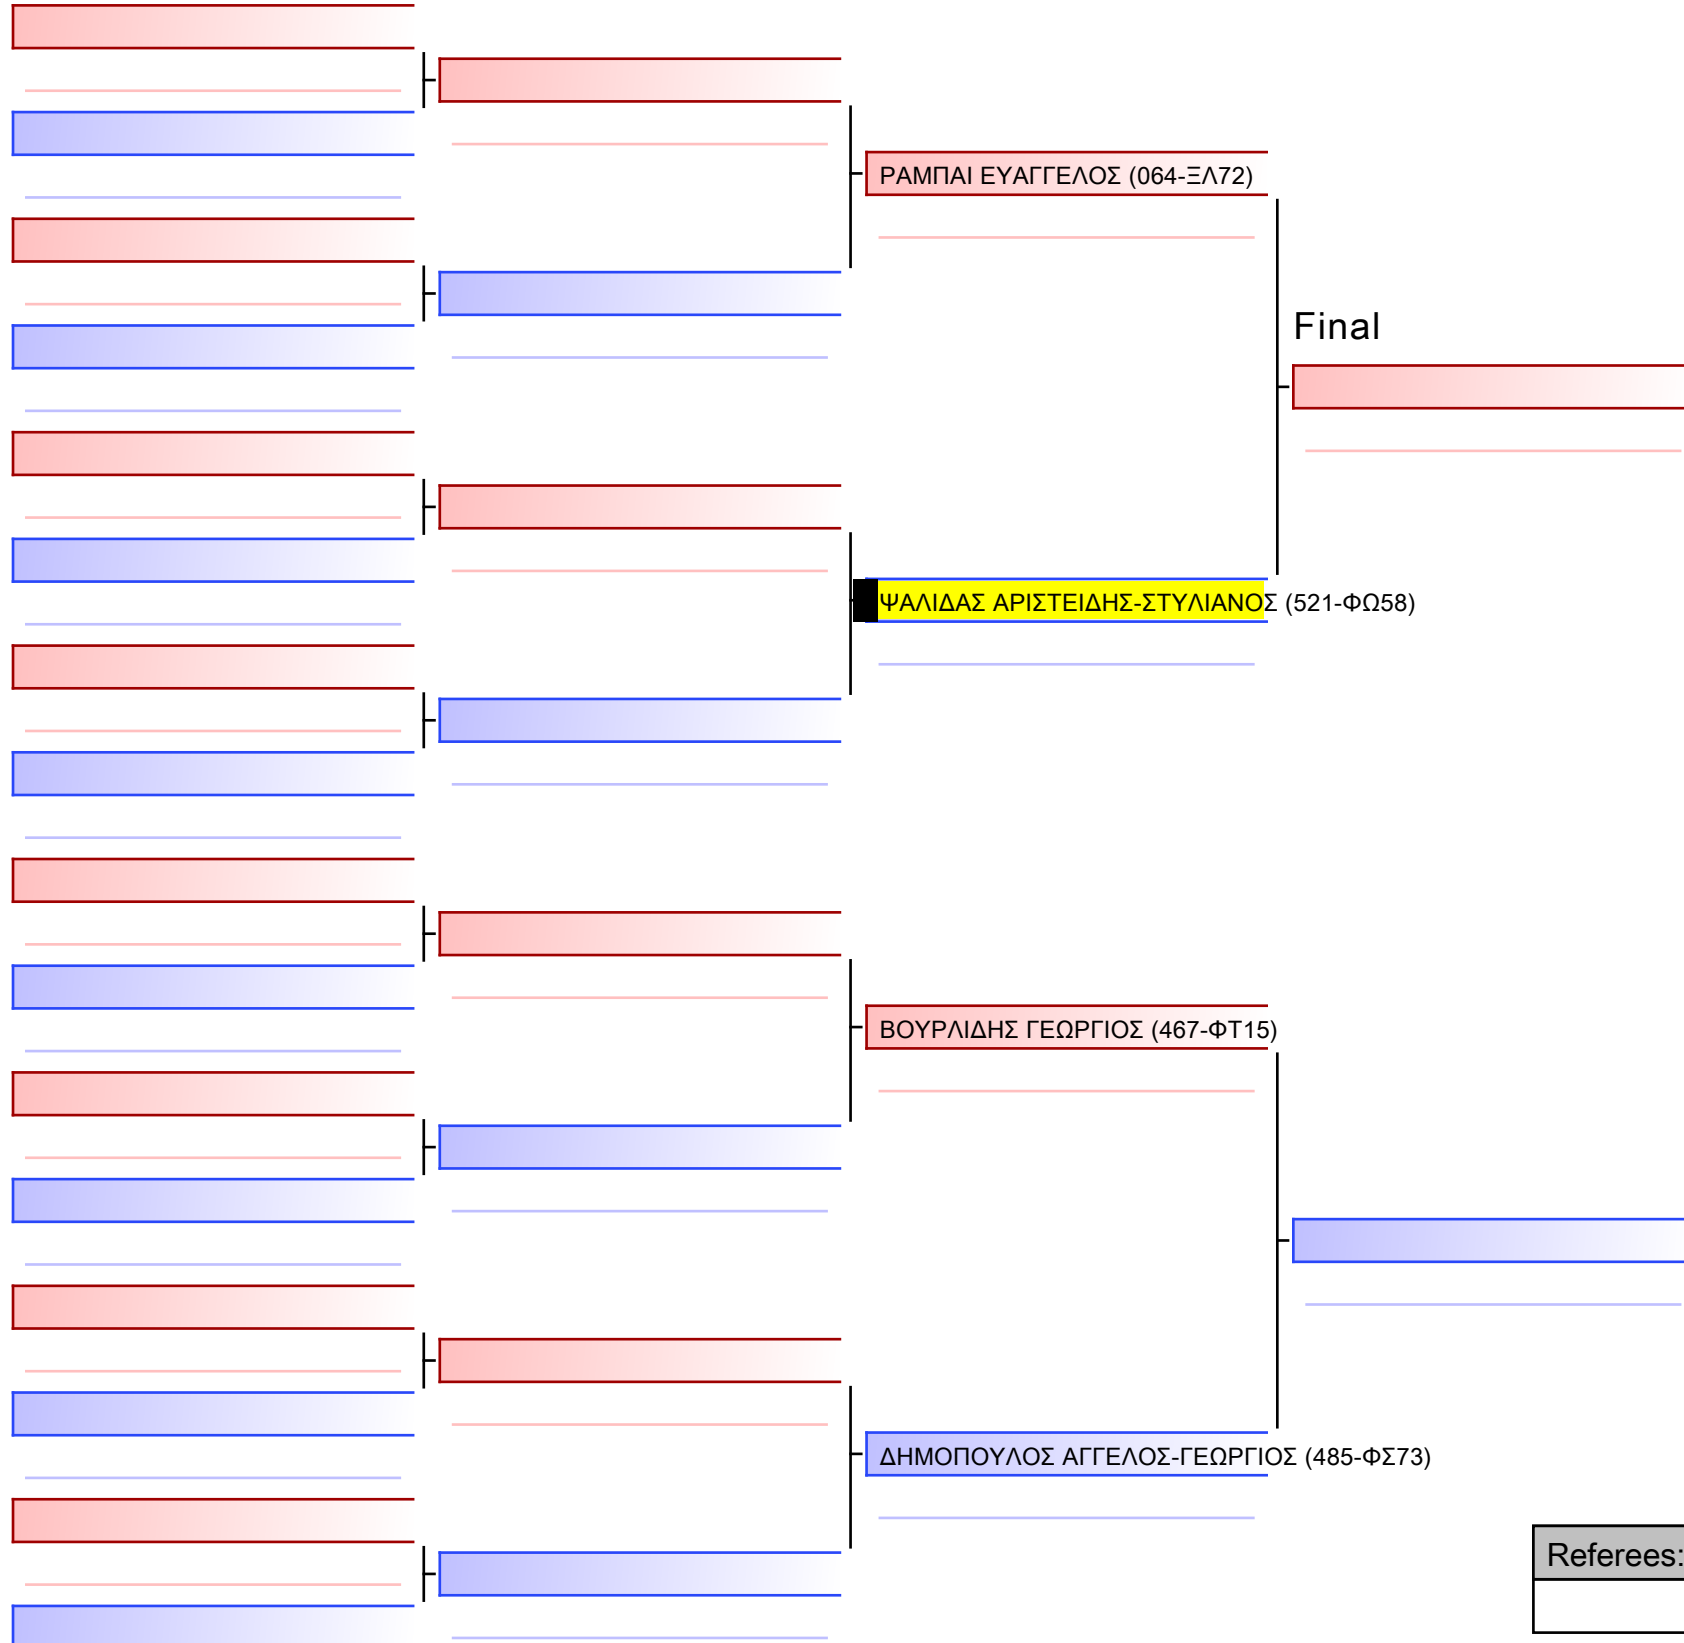 ΡΑΜΠΑΙ ΕΥΑΓΓΕΛΟΣ (064-ΞΛ72)
Final
ΨΑΛΙΔΑΣ ΑΡΙΣΤΕΙΔΗΣ-ΣΤΥΛΙΑΝΟΣ (521-ΦΩ58)
ΒΟΥΡΛΙΔΗΣ ΓΕΩΡΓΙΟΣ (467-ΦΤ15)
ΔΗΜΟΠΟΥΛΟΣ ΑΓΓΕΛΟΣ-ΓΕΩΡΓΙΟΣ (485-ΦΣ73)
Referees: